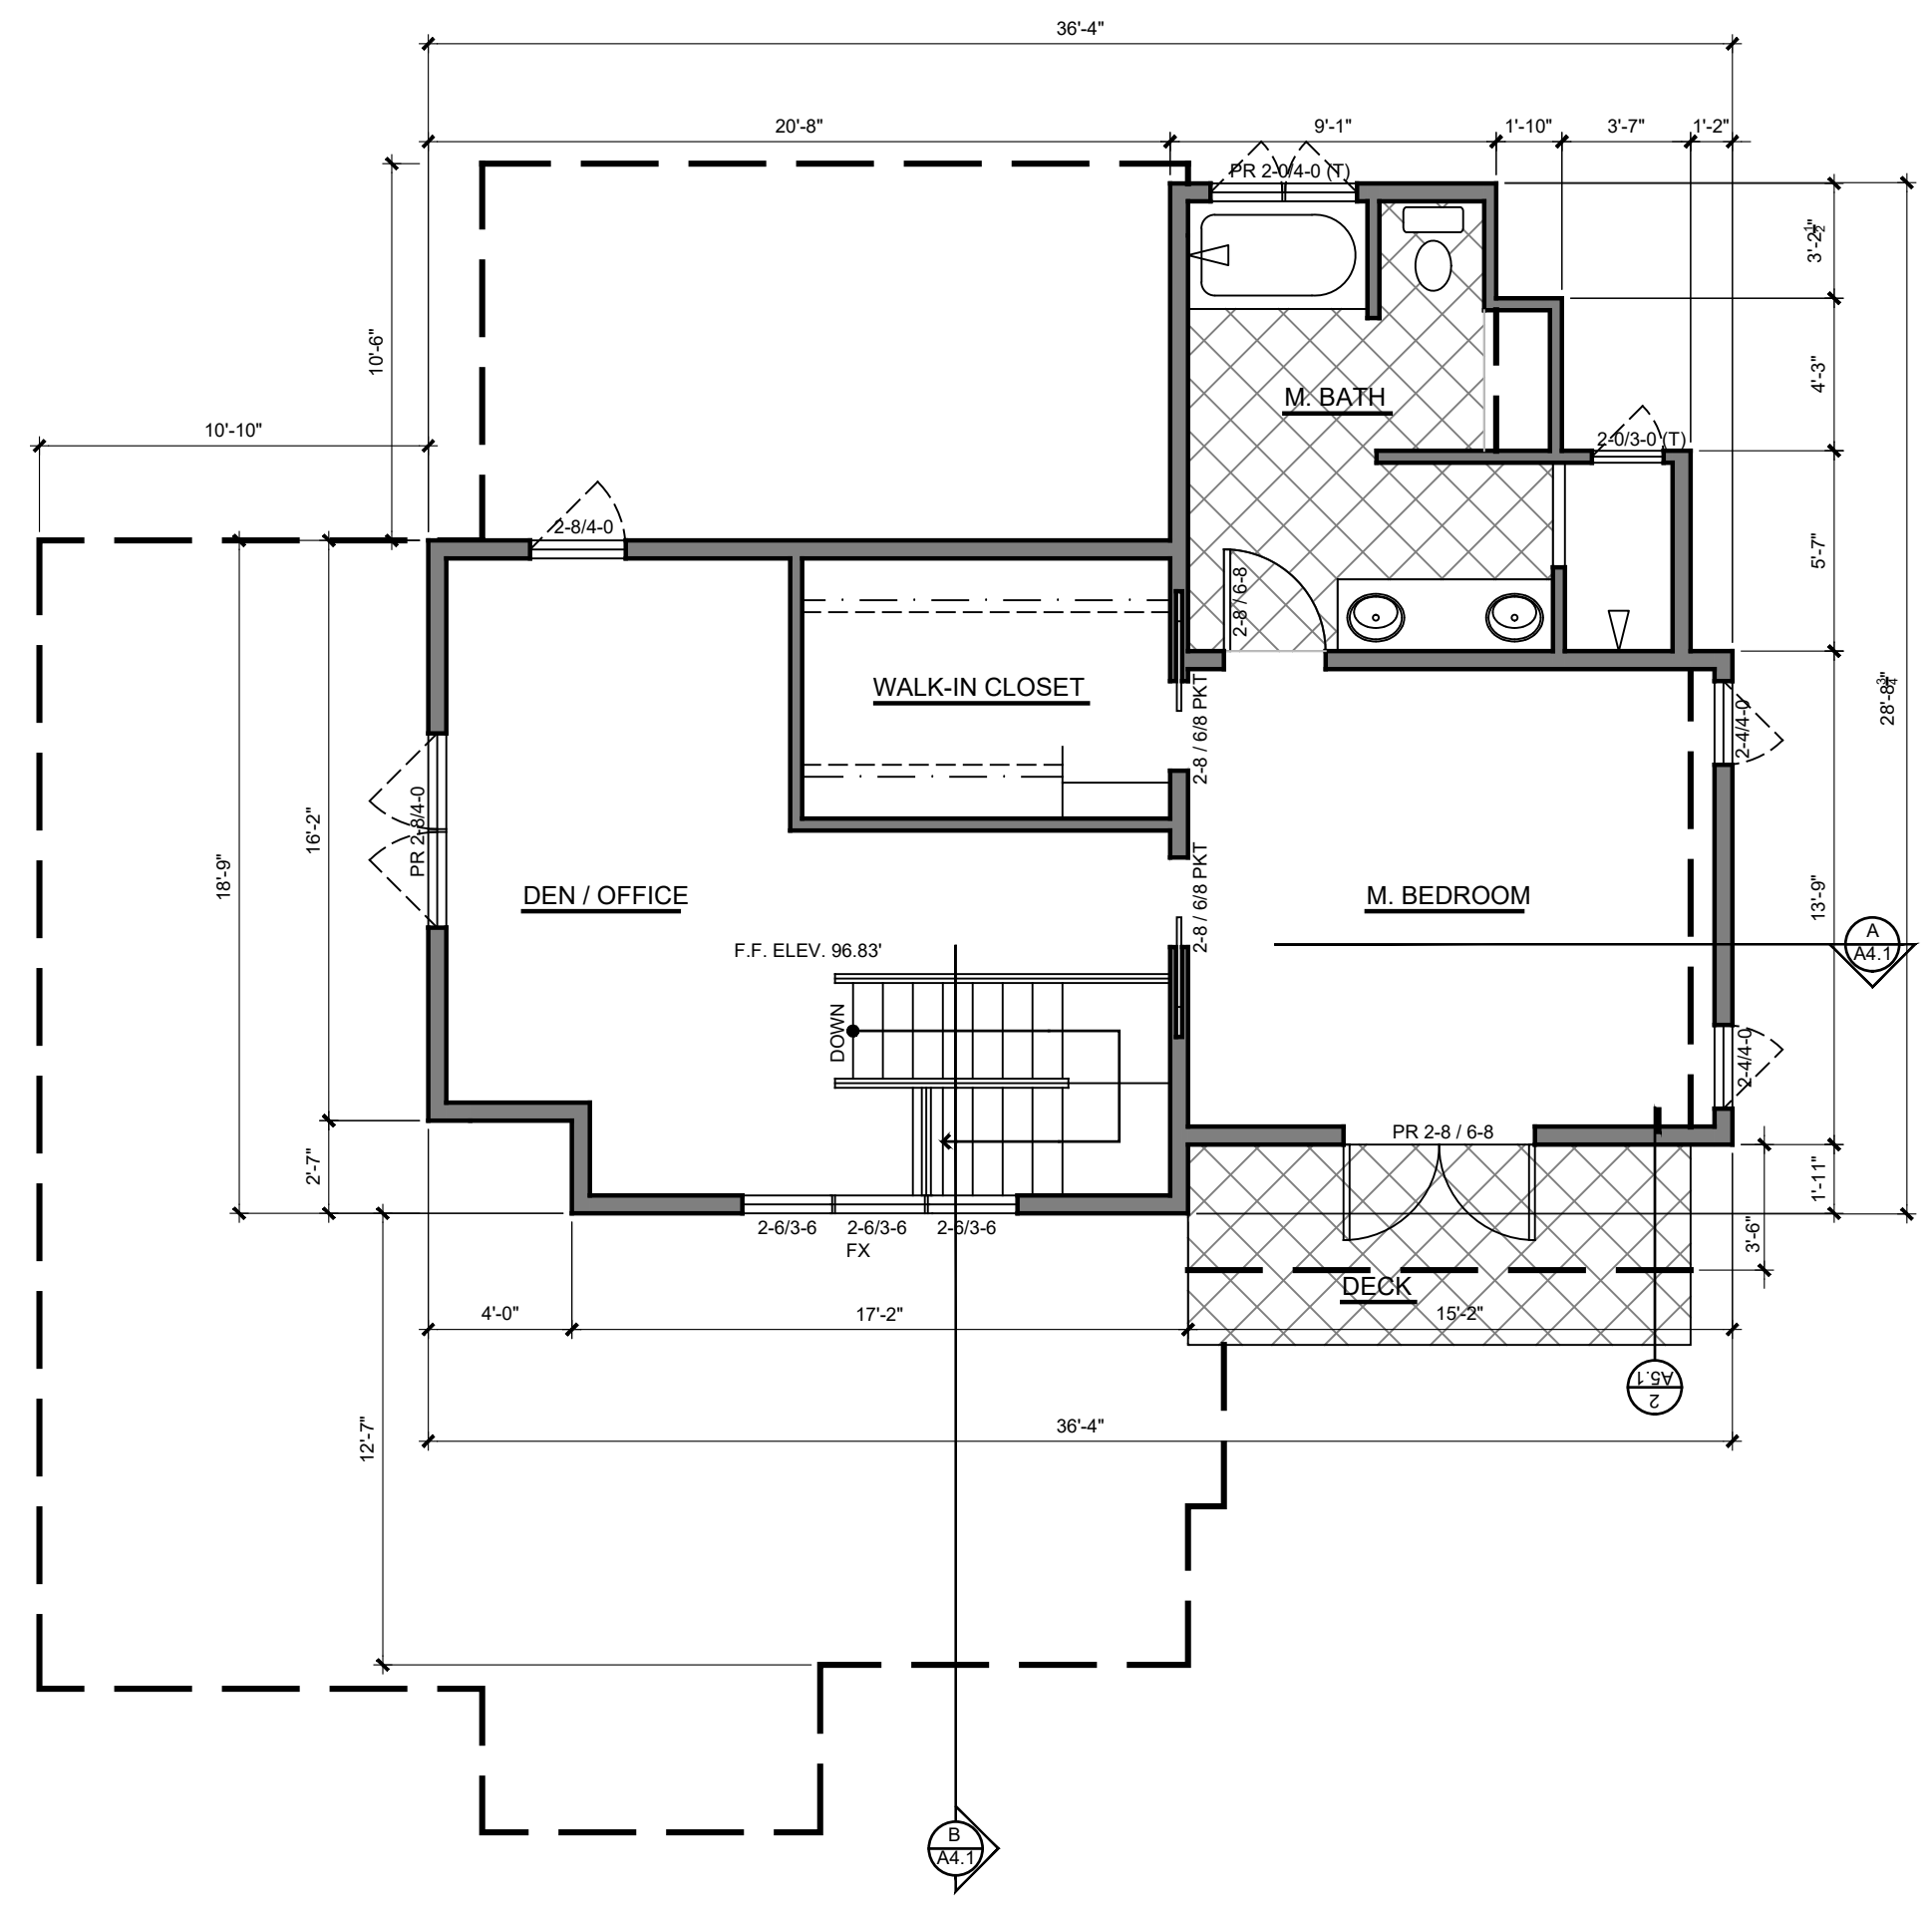 36'-4"
20'-8"
9'-1"
1'-10"
3'-7"
1'-2"
PR 2-0/4-0 (T)
3'-2½"
10'-6"
4'-3"
M. BATH
10'-10"
2-0/3-0 (T)
2-8/4-0
5'-7"
2-8 / 6-8
WALK-IN CLOSET
2-8 / 6/8 PKT
2-4/4-0
28'-8¾"
PR 2-8/4-0
16'-2"
18'-9"
DEN / OFFICE
2-8 / 6/8 PKT
M. BEDROOM
13'-9"
A
A4.1
F.F. ELEV. 96.83'
DOWN
2-4/4-0
PR 2-8 / 6-8
2'-7"
1'-11"
2-6/3-6
2-6/3-6
2-6/3-6
FX
3'-6"
DECK
4'-0"
17'-2"
15'-2"
A5.1
2
12'-7"
36'-4"
B
A4.1